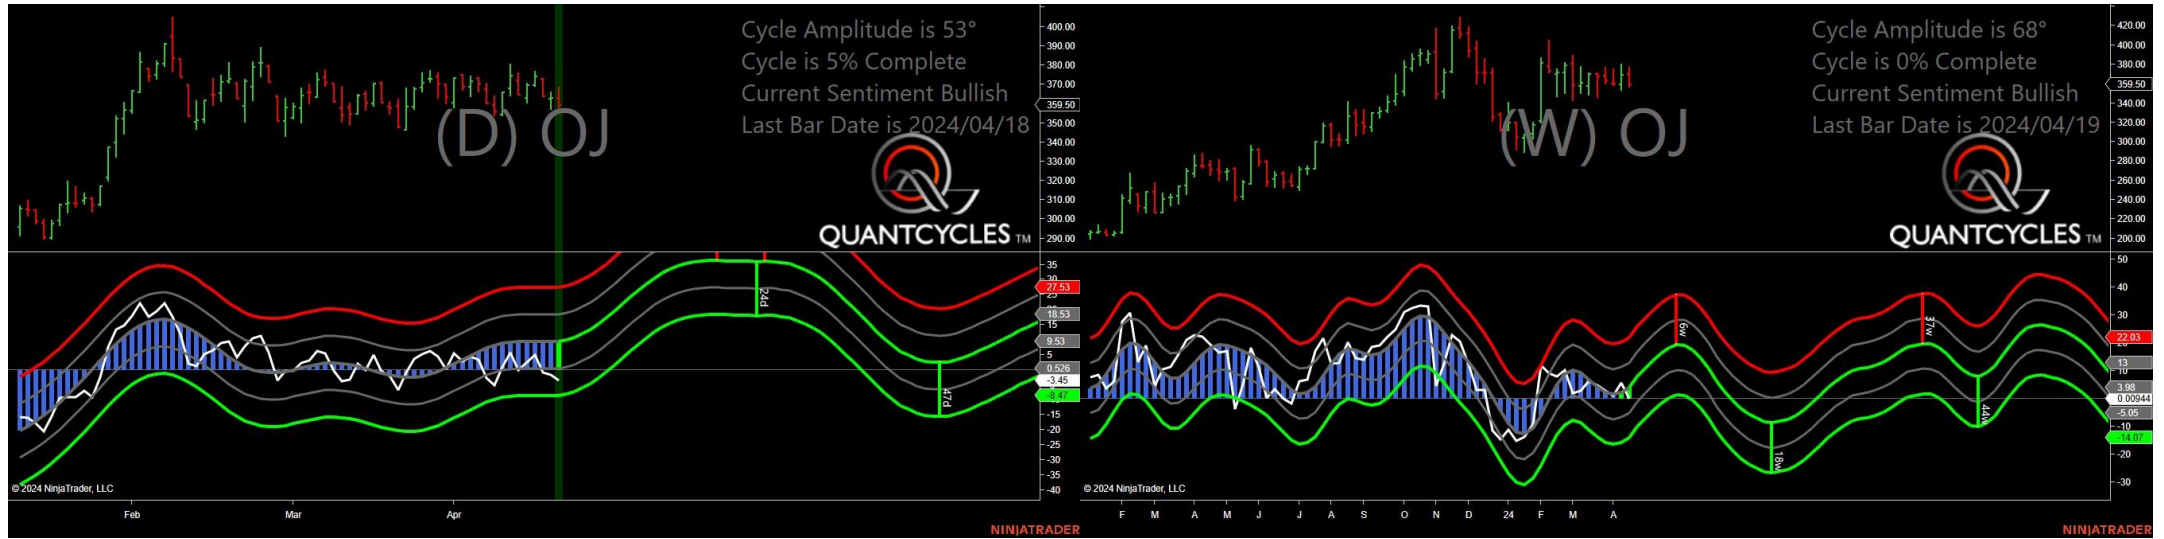 Cycle Amplitude is 53°
Cycle is 5% Complete
Current Sentiment Bullish
Last Bar Date is 2024/04/18
(D) OJ
QUANTCYCLES TM
400.00
390.00
380.00
370.00
359.50
350.00
340.00
330.00
320.00
310.00
300.00
290.00
35
30
27.53
25
18.53
15
9.53
5
0.526
-3.45
-8.47
-15
-20
-25
-30
-35
-40
24d
47d
© 2024 NinjaTrader, LLC
Feb
Mar
Apr
NINJATRADER
Cycle Amplitude is 68°
Cycle is 0% Complete
Current Sentiment Bullish
Last Bar Date is 2024/04/19
(W) OJ
QUANTCYCLES TM
420.00
400.00
380.00
359.50
340.00
320.00
300.00
280.00
260.00
240.00
220.00
200.00
50
40
30
22.03
13
10
3.98
0.00944
-5.05
-10
-14.07
-20
-30
6w
18w
37w
44w
© 2024 NinjaTrader, LLC
F M A M J J A S O N D 24 F M A
NINJATRADER